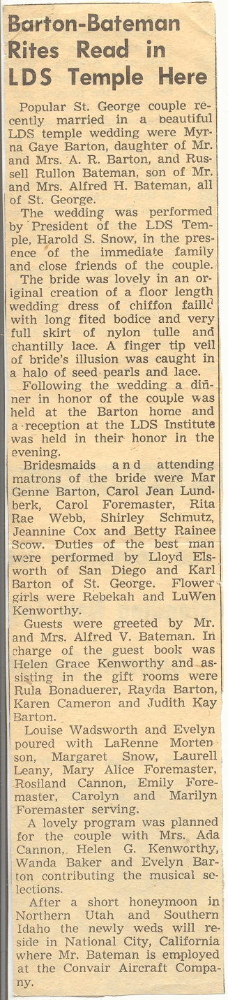 Barton-Bateman
Rites Read in
LDS Temple Here
Popular St. George couple re-
cently married in a beautiful
LDS temple wedding were Myr-
na Gaye Barton, daughter of Mr.
and Mrs. A. R. Barton, and Rus-
sell Rullon Bateman, son of Mr.
and Mrs. Alfred H. Bateman, all
of St. George.
The wedding was performed
by President of the LDS Tem-
ple, Harold S. Snow, in the pres-
ence of the immediate family
and close friends of the couple.
The bride was lovely in an or-
iginal creation of a floor length
wedding dress of chiffon faille
with long fited bodice and very
full skirt of nylon tulle and
chantilly lace. A finger tip veil
of bride's illusion was caught in
a halo of seed pearls and lace.
Following the wedding a din-
ner in honor of the couple was
held at the Barton home and
a reception at the LDS Institute
was held in their honor in the
evening.
Bridesmaids and attending
matrons of the bride were Mar
Genne Barton, Carol Jean Lund-
berk, Carol Foremaster, Rita
Rae Webb, Shirley Schmutz,
Jeannine Cox and Betty Rainee
Scow. Duties of the best man
were performed by Lloyd Els-
worth of San Diego and Karl
Barton of St. George. Flower
girls were Rebekah and LuWen
Kenworthy.
Guests were greeted by Mr.
and Mrs. Alfred V. Bateman. In
charge of the guest book was
Helen Grace Kenworthy and as-
sisting in the gift rooms were
Rula Bonaduerer, Rayda Barton,
Karen Cameron and Judith Kay
Barton.
Louise Wadsworth and Evelyn
poured with LaRenne Morten
son, Margaret Snow, Laurell
Leany, Mary Alice Foremaster,
Rosiland Cannon, Emily Fore-
master, Carolyn and Marilyn
Foremaster serving.
A lovely program was planned
for the couple with Mrs. Ada
Cannon, Helen G. Kenworthy,
Wanda Baker and Evelyn Bar-
ton contributing the musical se-
lections.
After a short honeymoon in
Northern Utah and Southern
Idaho the newly weds will re-
side in National City, California
where Mr. Bateman is employed
at the Convair Aircraft Compa-
ny.